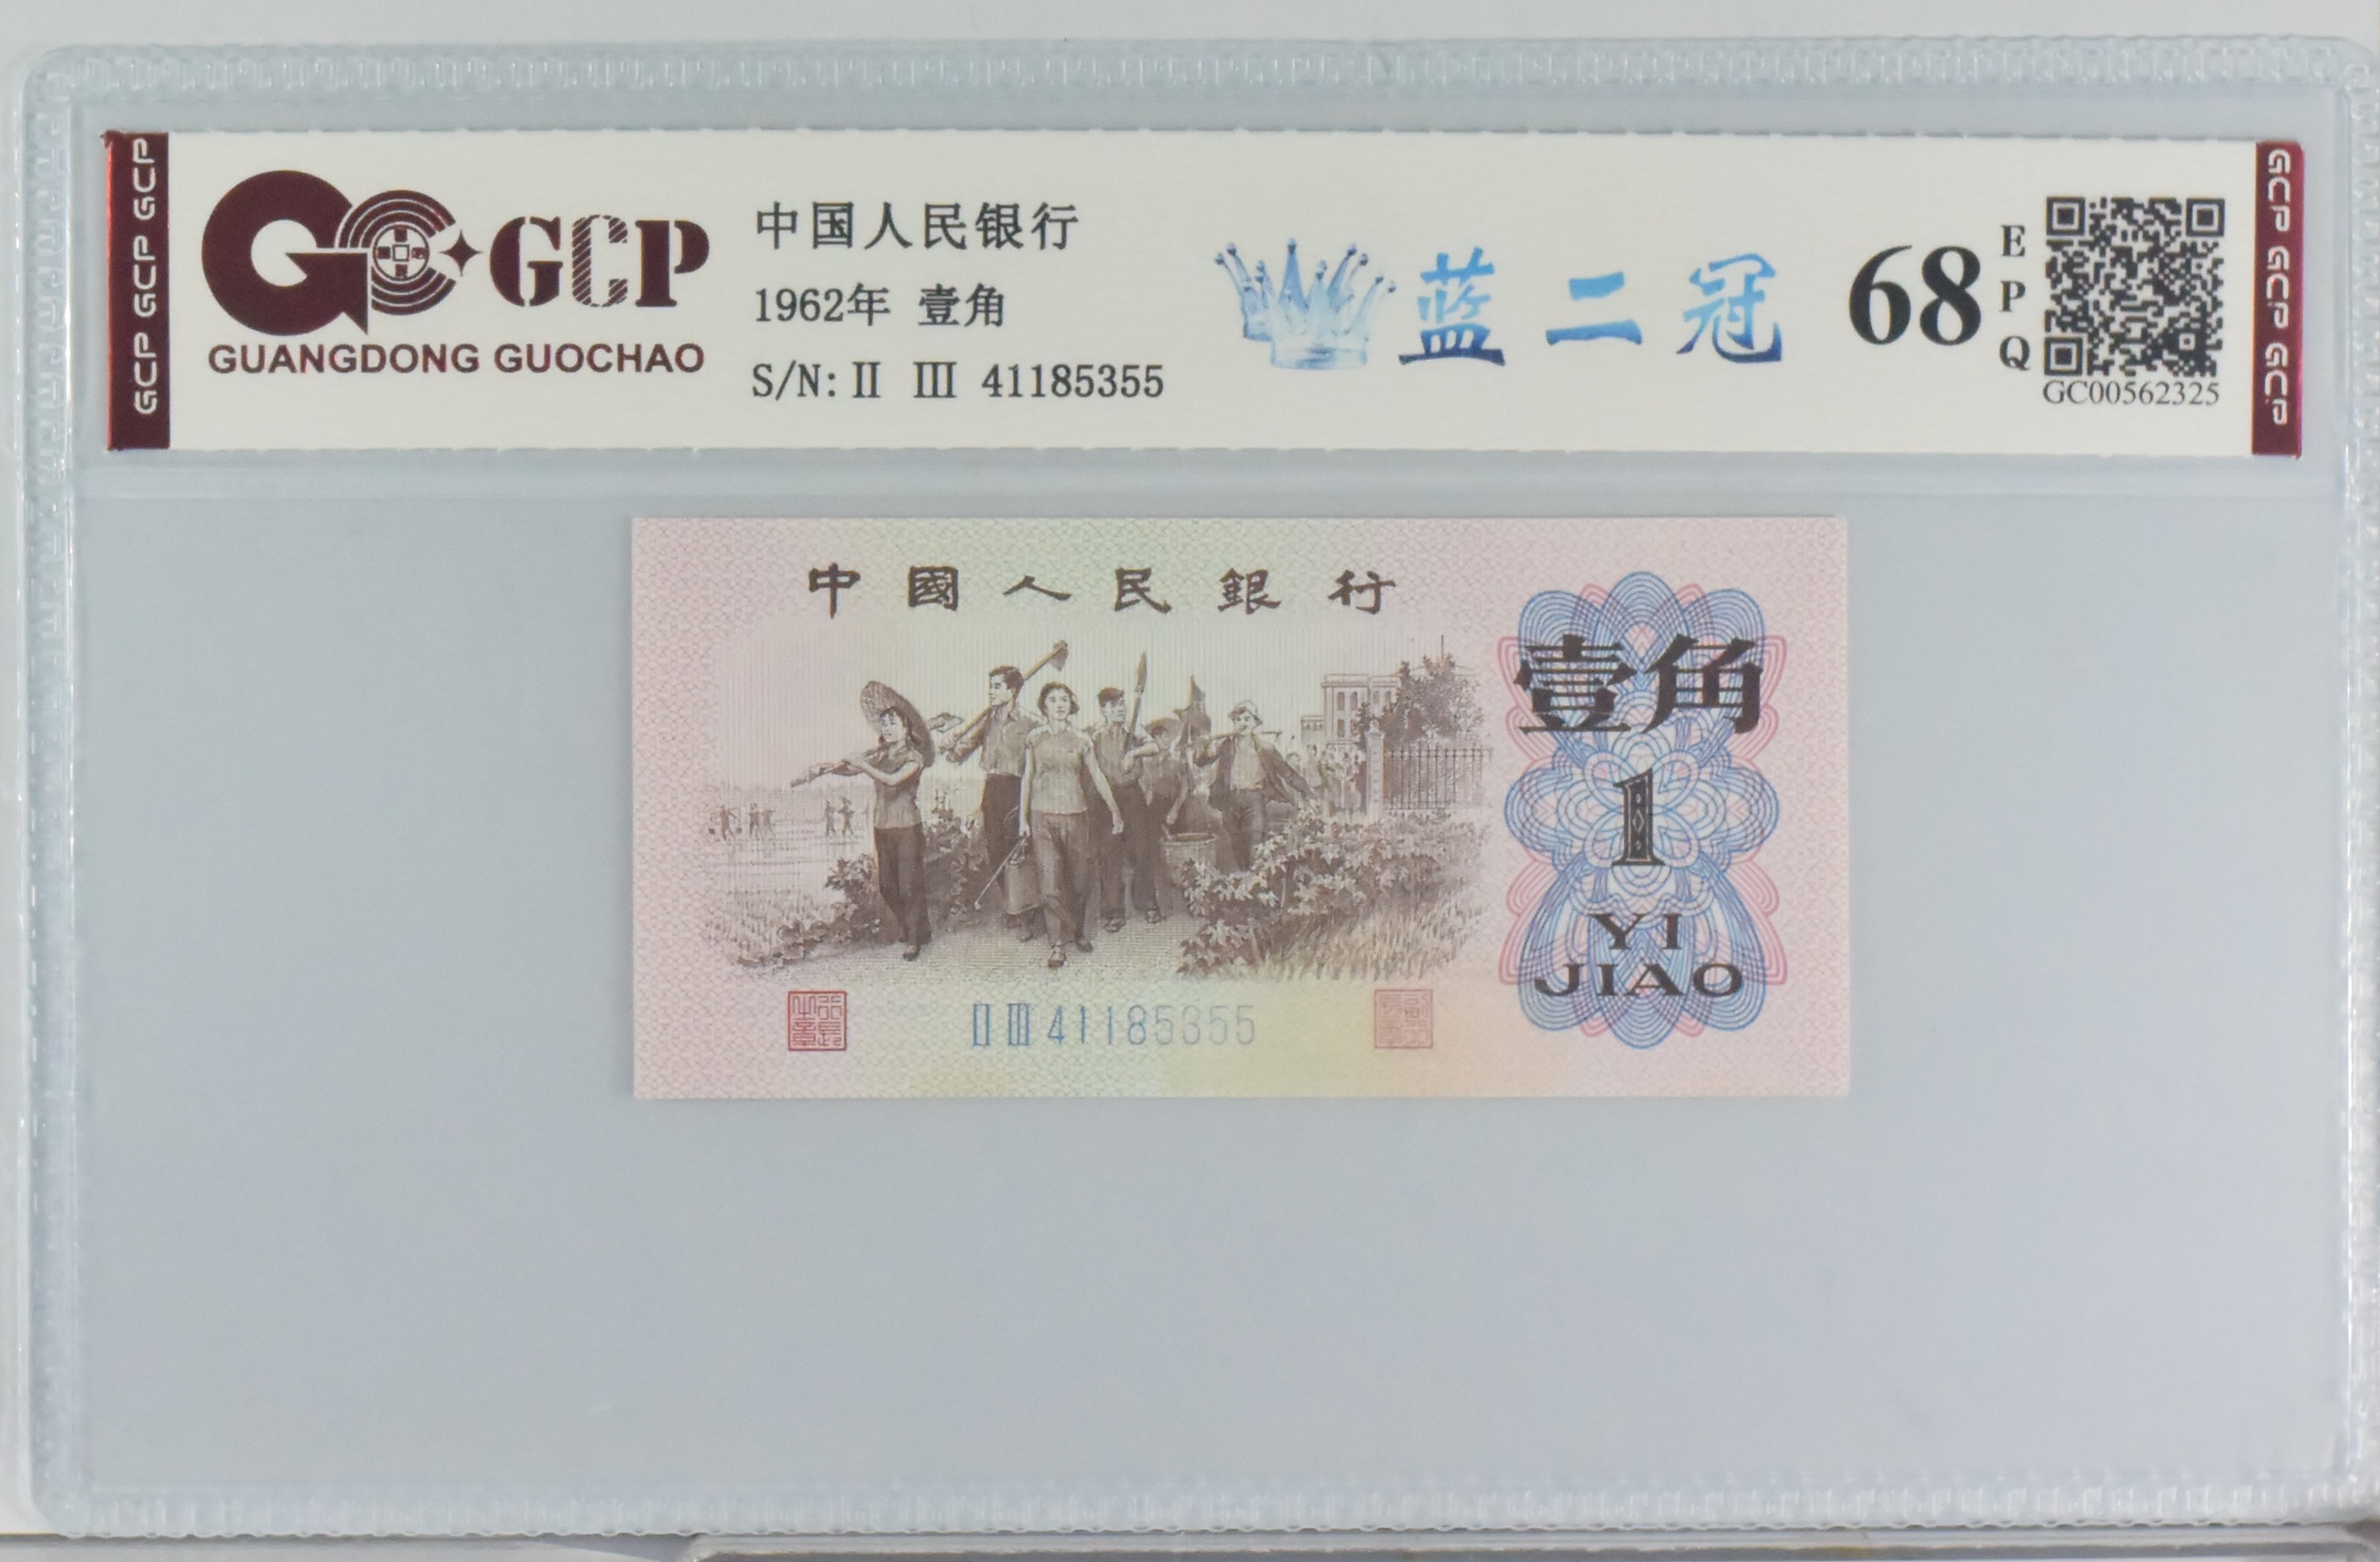 GCP GCP GCP
GCP
GUANGDONG GUOCHAO
中国人民银行
1962年 壹角
S/N: Ⅱ Ⅲ 41185355
蓝二冠
68
EPQ
GC00562325
GCP GCP GCP
中國人民銀行
壹角
1
YI
JIAO
Ⅱ Ⅲ 41185355